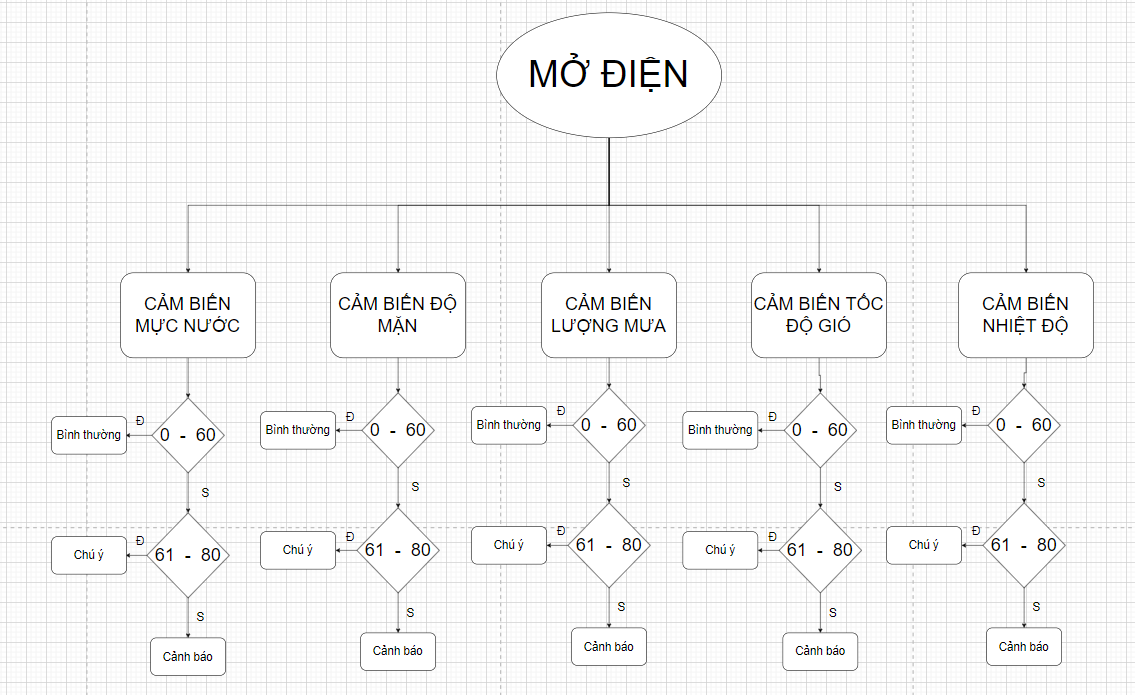 MỞ ĐIỆN
CẢM BIẾN
MỰC NƯỚC
CẢM BIẾN ĐỘ
MẶN
CẢM BIẾN
LƯỢNG MƯA
CẢM BIẾN TỐC
ĐỘ GIÓ
CẢM BIẾN
NHIỆT ĐỘ
Bình thường
Đ
0 - 60
Bình thường
Đ
0 - 60
Bình thường
Đ
0 - 60
Bình thường
Đ
0 - 60
Bình thường
Đ
0 - 60
S
S
S
S
S
Chú ý
Đ
61 - 80
Chú ý
Đ
61 - 80
Chú ý
Đ
61 - 80
Chú ý
Đ
61 - 80
Chú ý
Đ
61 - 80
S
S
S
S
S
Cảnh báo
Cảnh báo
Cảnh báo
Cảnh báo
Cảnh báo